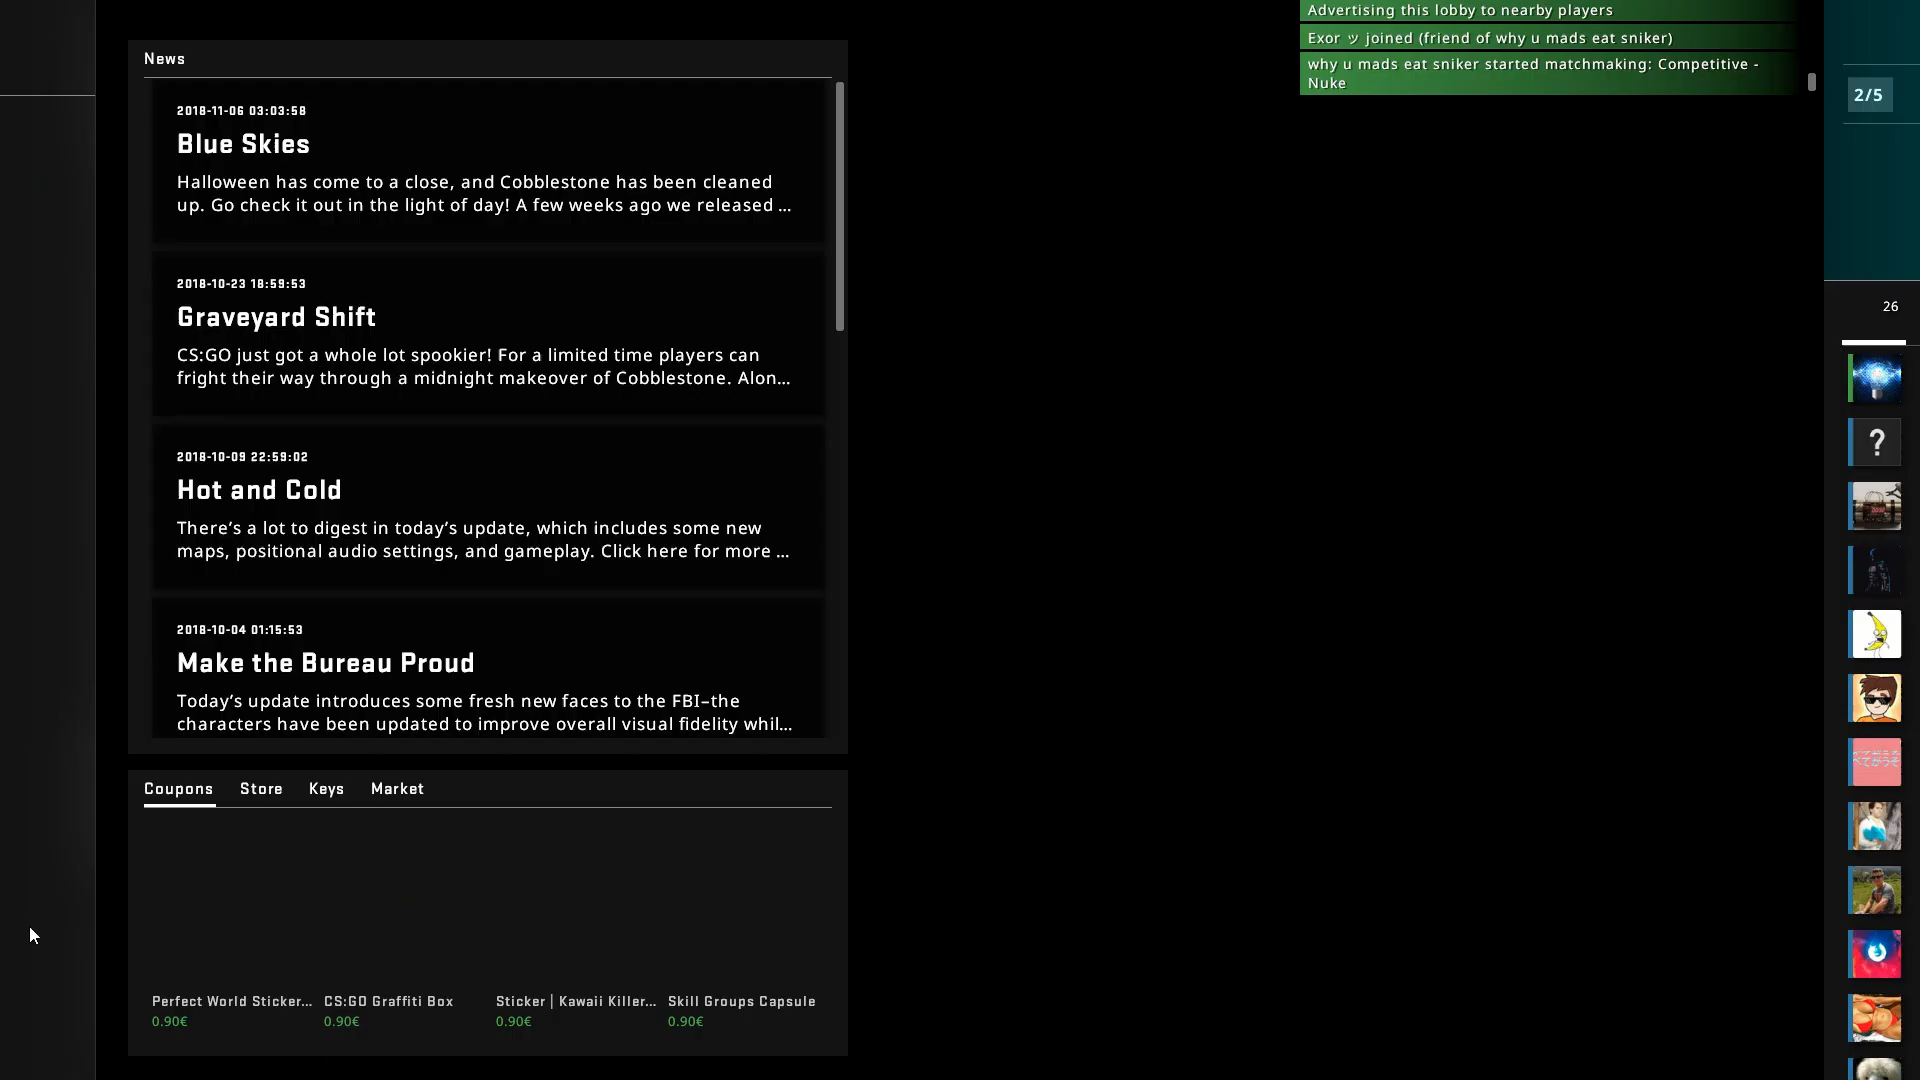 News
2018-11-06 03:03:58
Blue Skies
Halloween has come to a close, and Cobblestone has been cleaned
up. Go check it out in the light of day! A few weeks ago we released ...
2018-10-23 18:59:53
Graveyard Shift
CS:GO just got a whole lot spookier! For a limited time players can
fright their way through a midnight makeover of Cobblestone. Alon...
2018-10-09 22:59:02
Hot and Cold
There’s a lot to digest in today’s update, which includes some new
maps, positional audio settings, and gameplay. Click here for more ...
2018-10-04 01:15:53
Make the Bureau Proud
Today’s update introduces some fresh new faces to the FBI–the
characters have been updated to improve overall visual fidelity whil...
Coupons Store Keys Market
Perfect World Sticker... CS:GO Graffiti Box Sticker | Kawaii Killer... Skill Groups Capsule
0.90€ 0.90€ 0.90€ 0.90€
Advertising this lobby to nearby players
Exor ッ joined (friend of why u mads eat sniker)
why u mads eat sniker started matchmaking: Competitive -
Nuke
2/5
26
?